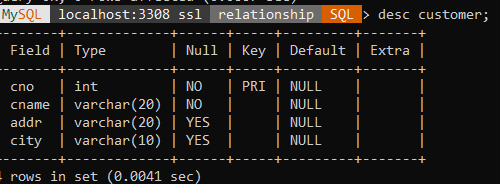 MySQL localhost:3308 ssl relationship SQL > desc customer;
Field | Type | Null | Key | Default | Extra |
cno | int | NO | PRI | NULL | |
cname | varchar(20) | NO | | NULL | |
addr | varchar(20) | YES | | NULL | |
city | varchar(10) | YES | | NULL | |
rows in set (0.0041 sec)